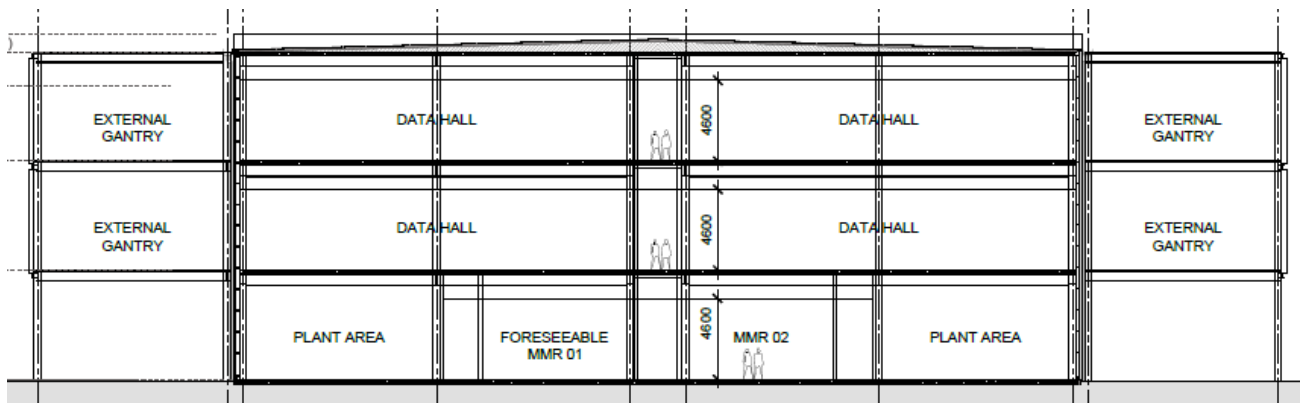 )
EXTERNAL
GANTRY
DATA HALL
4600
DATA HALL
EXTERNAL
GANTRY
EXTERNAL
GANTRY
DATA HALL
4600
DATA HALL
EXTERNAL
GANTRY
PLANT AREA
FORESEEABLE
MMR 01
4600
MMR 02
PLANT AREA